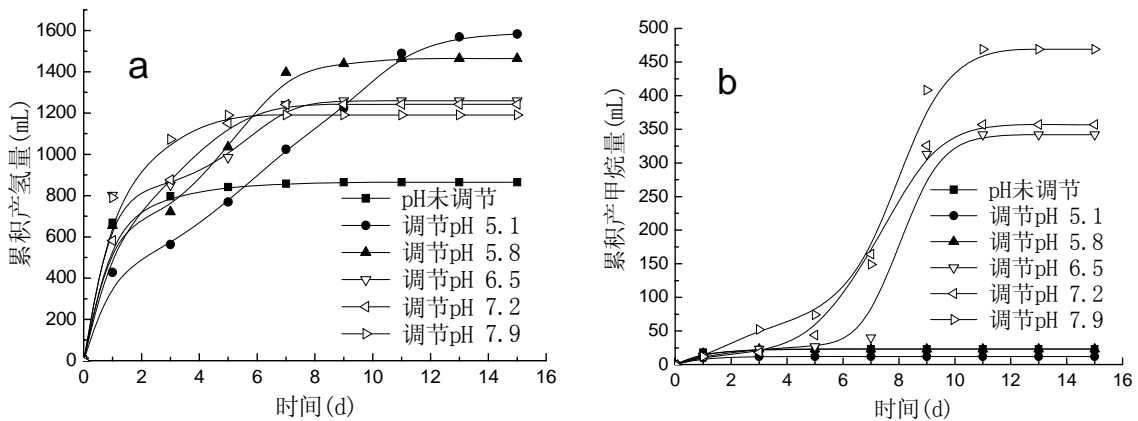 a
累积产氢量(mL)
1600
1400
1200
1000
800
600
400
200
0
0 2 4 6 8 10 12 14 16
时间(d)
pH未调节
调节pH 5.1
调节pH 5.8
调节pH 6.5
调节pH 7.2
调节pH 7.9
b
累积产甲烷量(mL)
500
450
400
350
300
250
200
150
100
50
0
0 2 4 6 8 10 12 14 16
时间(d)
pH未调节
调节pH 5.1
调节pH 5.8
调节pH 6.5
调节pH 7.2
调节pH 7.9